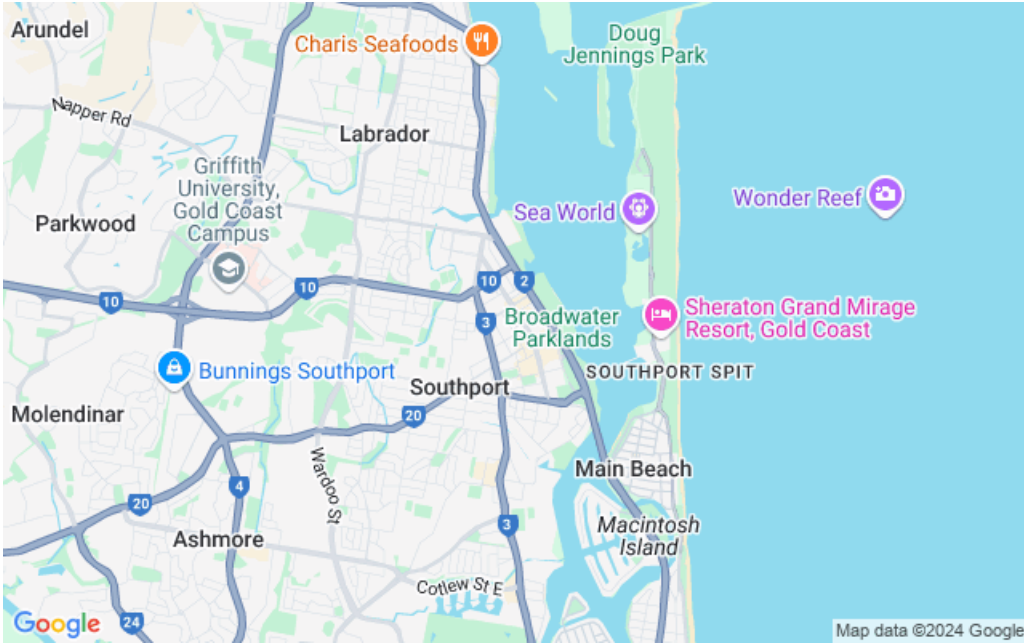 Arundel
Doug
Jennings Park
Charis Seafoods
Napper Rd
Labrador
Griffith
University,
Gold Coast
Campus
Parkwood
Sea World
Wonder Reef
10
10
10
2
3
Sheraton Grand Mirage
Resort, Gold Coast
Broadwater
Parklands
Bunnings Southport
SOUTHPORT SPIT
Southport
Molendinar
20
Wardoo St
Main Beach
4
20
3
Macintosh
Island
Ashmore
Cotlew St E
24
Google
Map data ©2024 Google